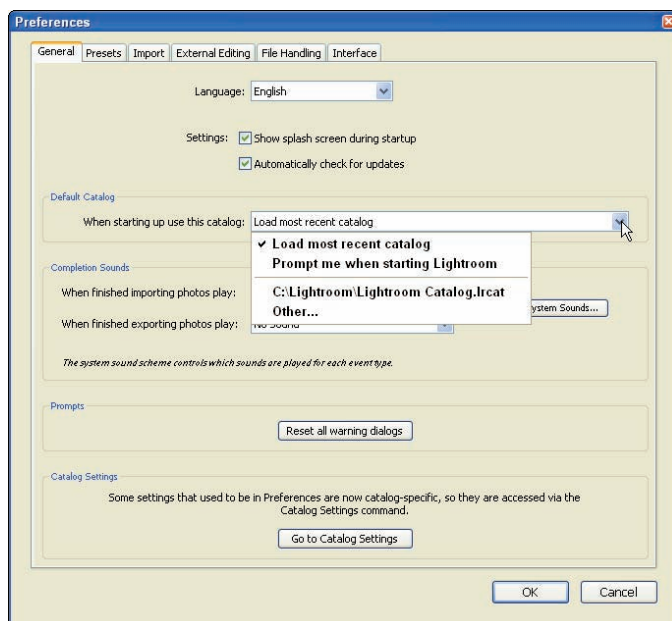 Preferences
General Presets Import External Editing File Handling Interface
Language: English
Settings: Show splash screen during startup
Automatically check for updates
Default Catalog
When starting up use this catalog: Load most recent catalog
Load most recent catalog
Prompt me when starting Lightroom
C:\Lightroom\Lightroom Catalog.lrcat
Other...
Completion Sounds
When finished importing photos play:
ystem Sounds...
When finished exporting photos play: No Sound
The system sound scheme controls which sounds are played for each event type.
Prompts
Reset all warning dialogs
Catalog Settings
Some settings that used to be in Preferences are now catalog-specific, so they are accessed via the
Catalog Settings command.
Go to Catalog Settings
OK Cancel